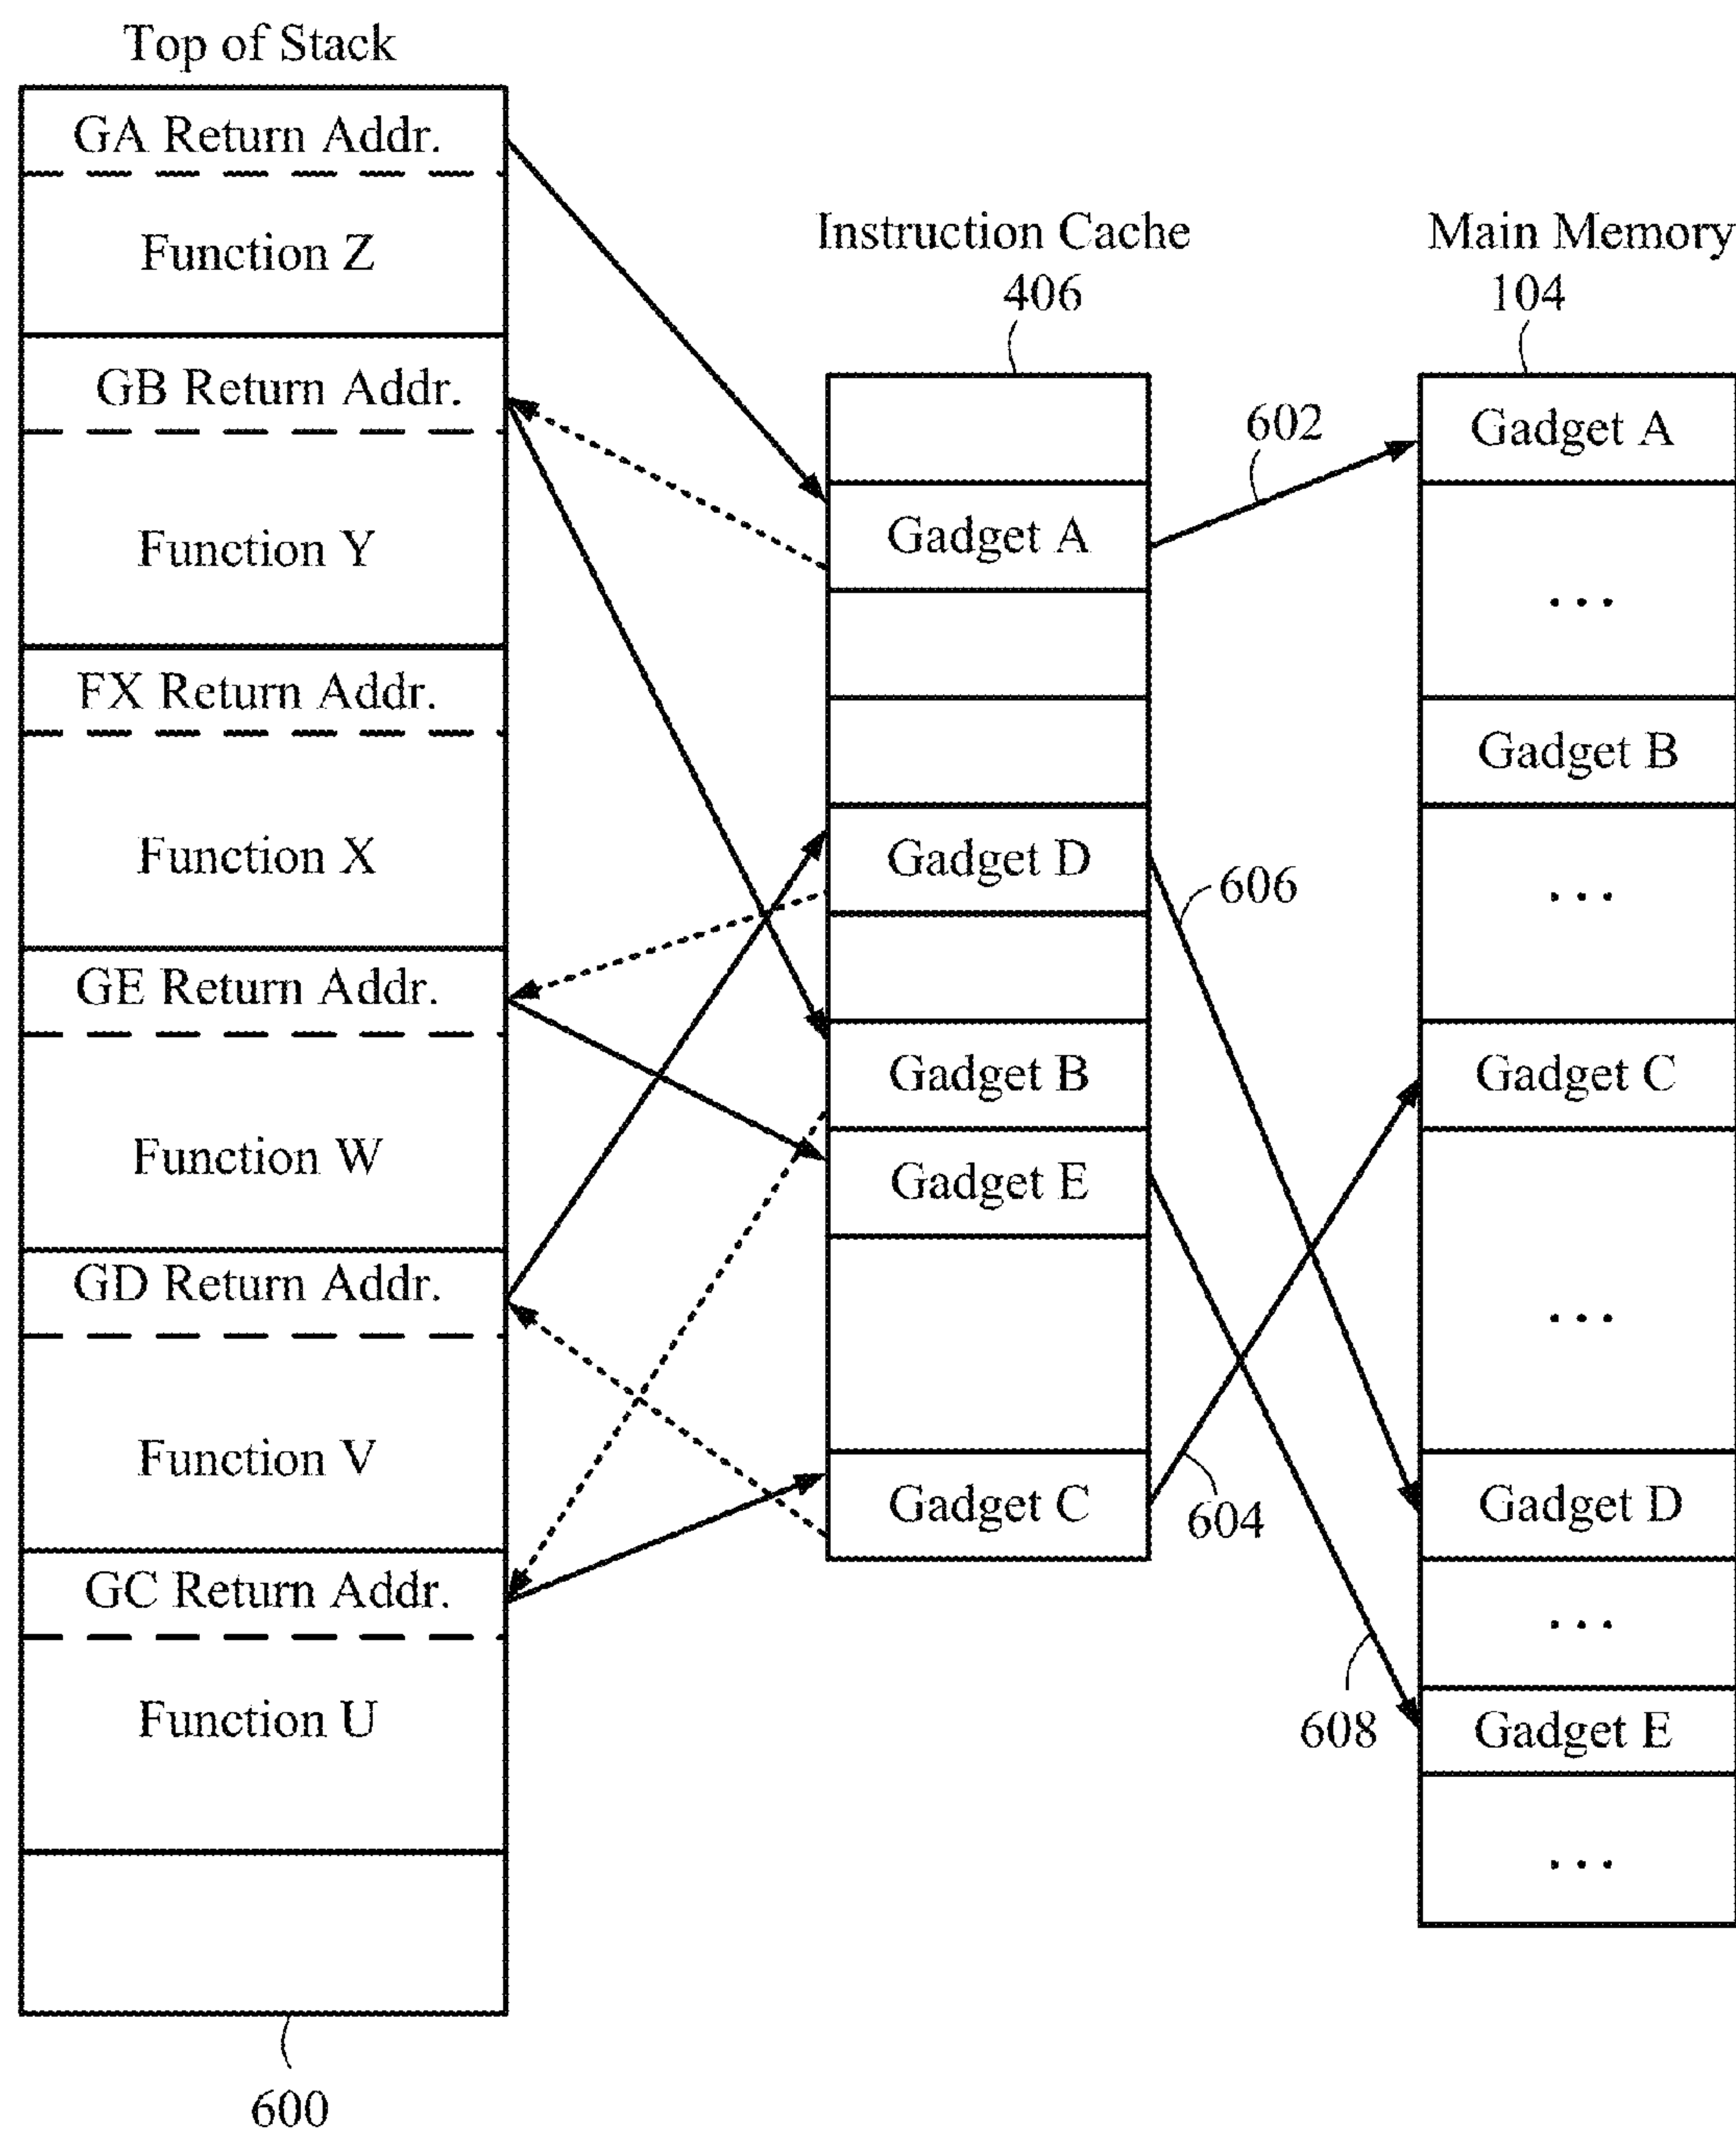 Top of Stack
GA Return Addr.
Function Z
GB Return Addr.
Function Y
FX Return Addr.
Function X
GE Return Addr.
Function W
GD Return Addr.
Function V
GC Return Addr.
Function U
600
Instruction Cache
406
Gadget A
Gadget D
Gadget B
Gadget E
Gadget C
602
606
604
608
Main Memory
104
Gadget A
...
Gadget B
...
Gadget C
...
Gadget D
...
Gadget E
...